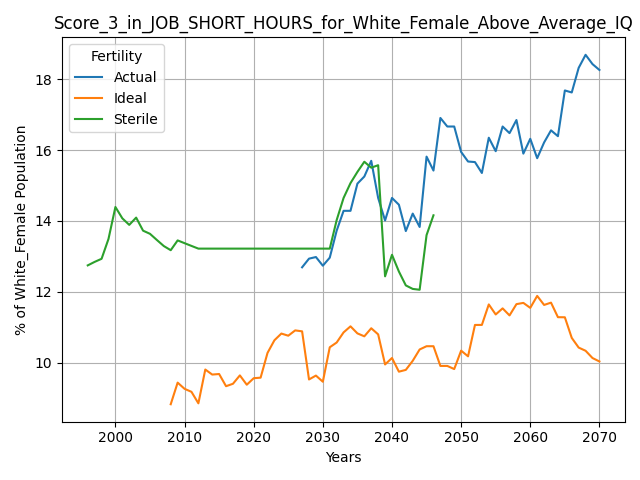 Score_3_in_JOB_SHORT_HOURS_for_White_Female_Above_Average_IQ
Fertility
Actual
Ideal
Sterile
% of White_Female Population
18
16
14
12
10
2000
2010
2020
2030
2040
2050
2060
2070
Years